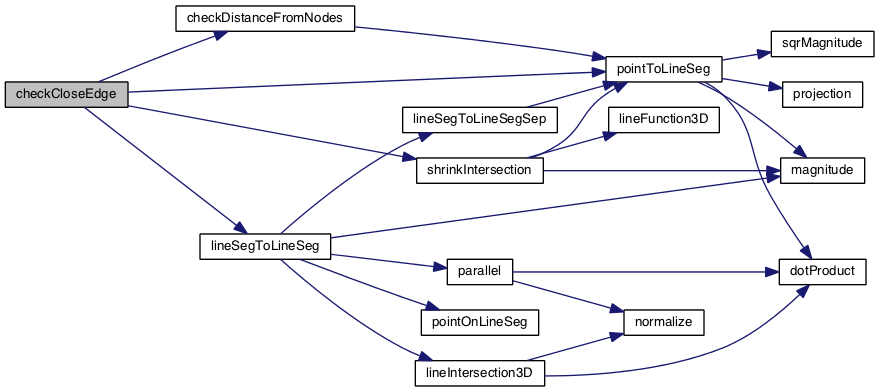 checkDistanceFromNodes
sqrMagnitude
pointToLineSeg
checkCloseEdge
projection
lineSegToLineSegSep
lineFunction3D
shrinkIntersection
magnitude
lineSegToLineSeg
parallel
dotProduct
pointOnLineSeg
normalize
lineIntersection3D